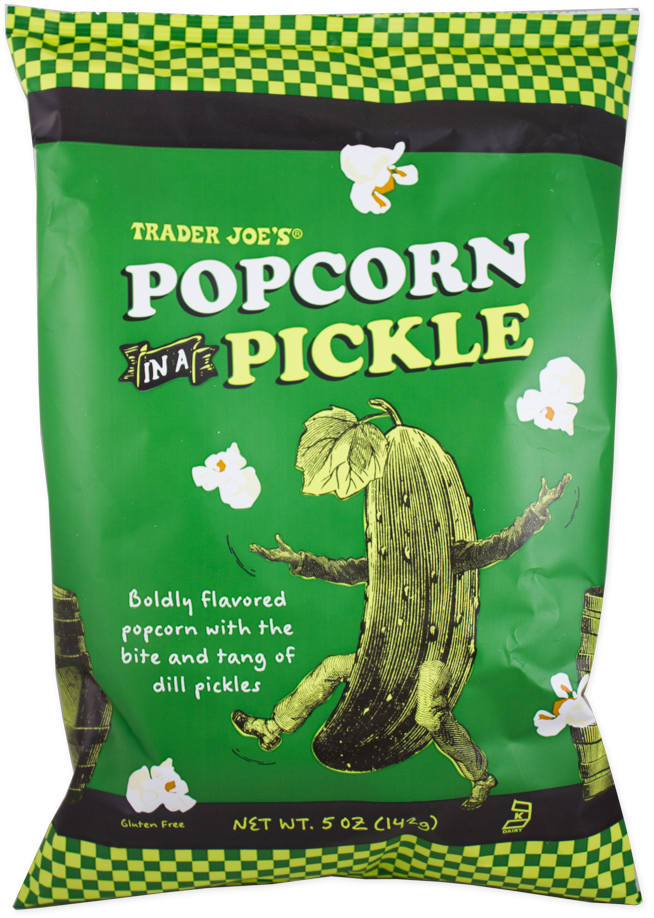 TRADER JOE'S®
POPCORN
IN A PICKLE
Boldly flavored
popcorn with the
bite and tang of
dill pickles
Gluten Free
NET WT. 5 OZ (142g)
K
DAIRY